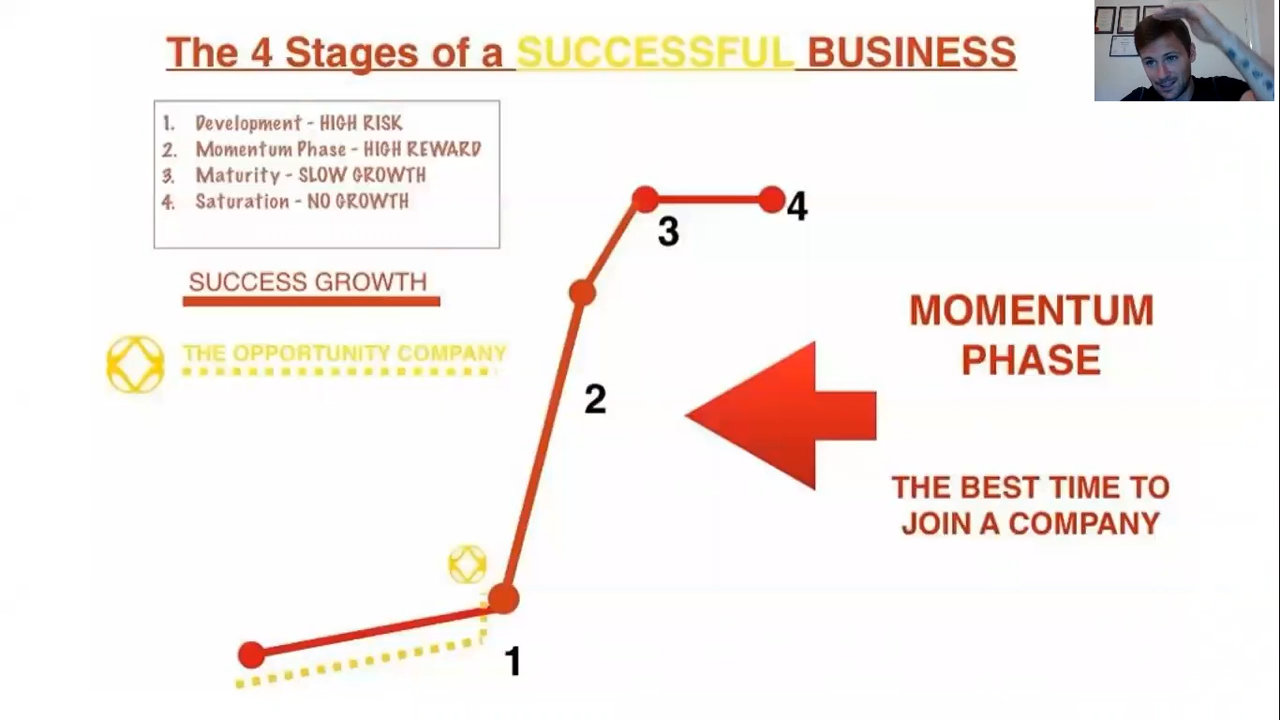 The 4 Stages of a SUCCESSFUL BUSINESS
1. Development - HIGH RISK
2. Momentum Phase - HIGH REWARD
3. Maturity - SLOW GROWTH
4. Saturation - NO GROWTH
SUCCESS GROWTH
THE OPPORTUNITY COMPANY
4
3
2
1
MOMENTUM
PHASE
THE BEST TIME TO
JOIN A COMPANY